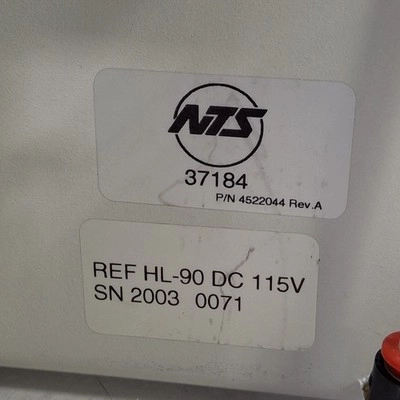 NTS
37184
P/N 4522044 Rev.A
REF HL-90 DC 115V
SN 2003 0071